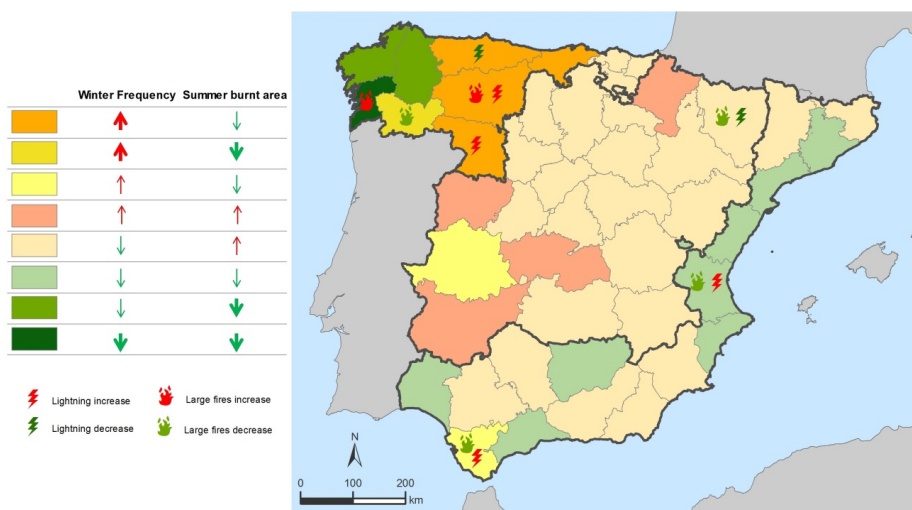 Winter Frequency Summer burnt area
Lightning increase Large fires increase
Lightning decrease Large fires decrease
N
0 100 200
km